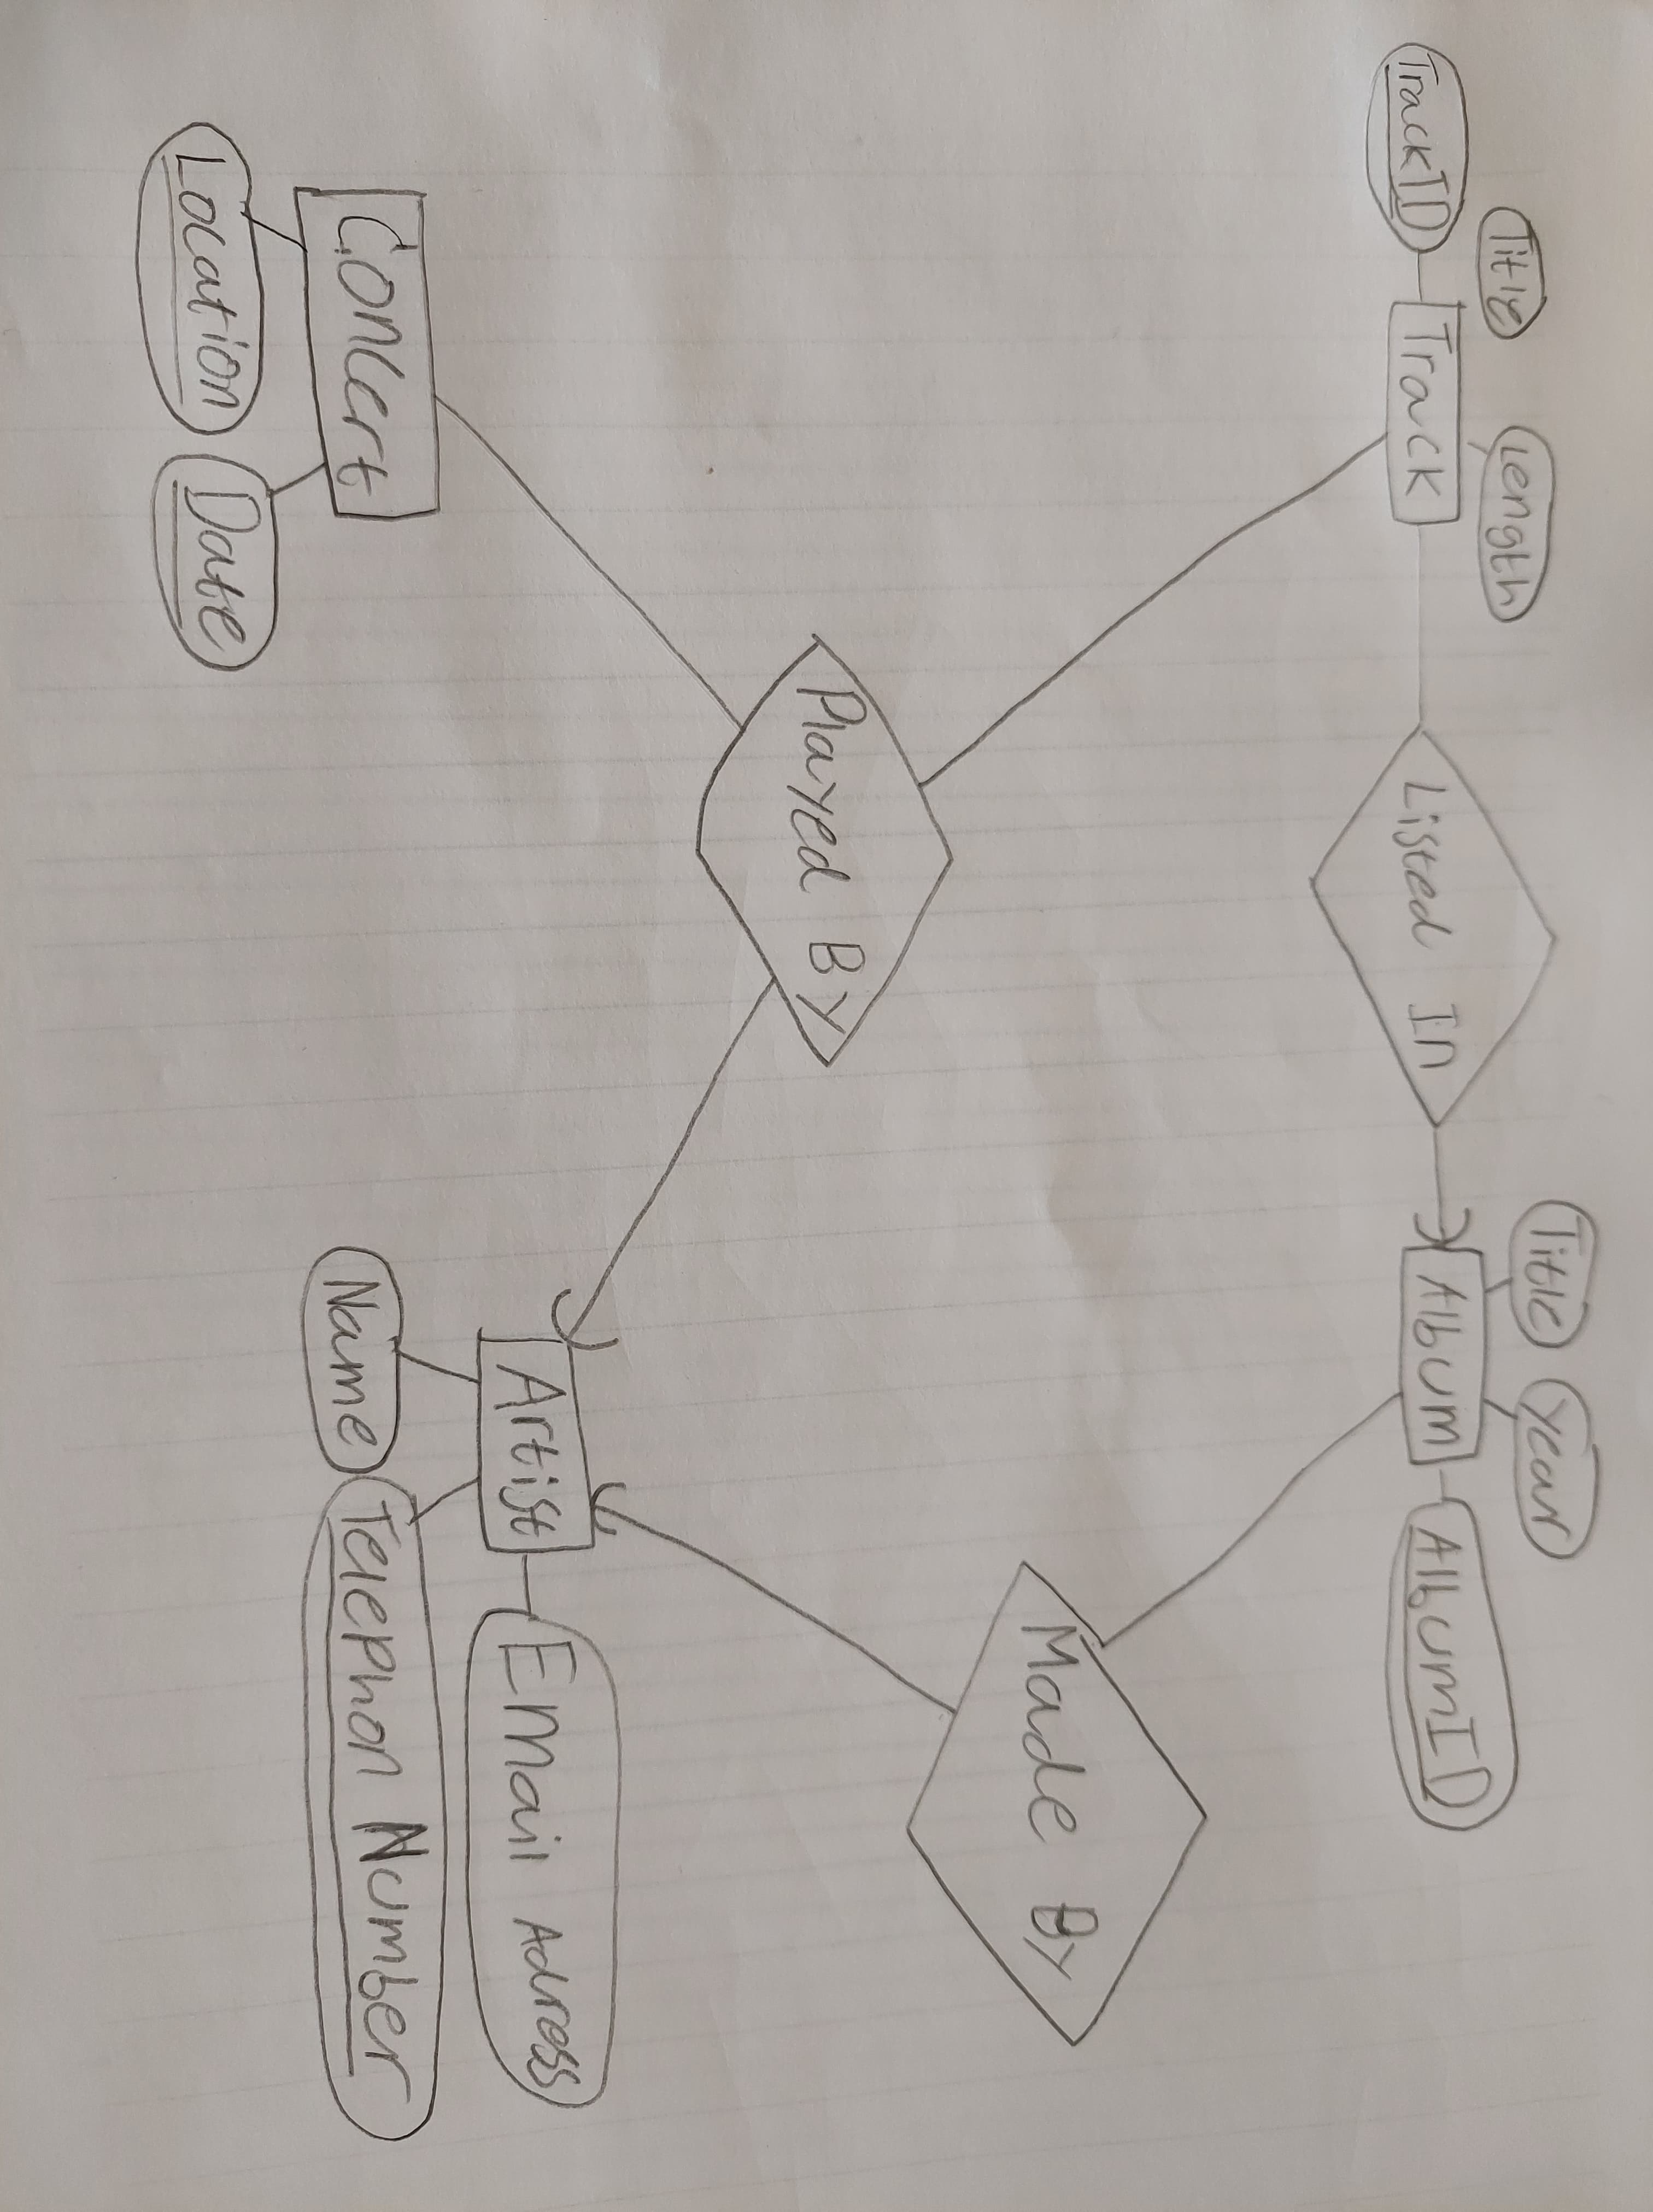 Title Length
TrackID Track
Listed In
Title year
Album AlbumID
Made By
Played By
Artist Email Adress
Name Telephon Number
Concert
Location Date